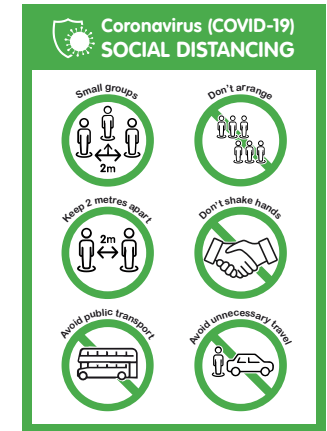 Coronavirus (COVID-19)
SOCIAL DISTANCING
Small groups
2m
Don't arrange
Keep 2 metres apart
2m
Don't shake hands
Avoid public transport
Avoid unnecessary travel